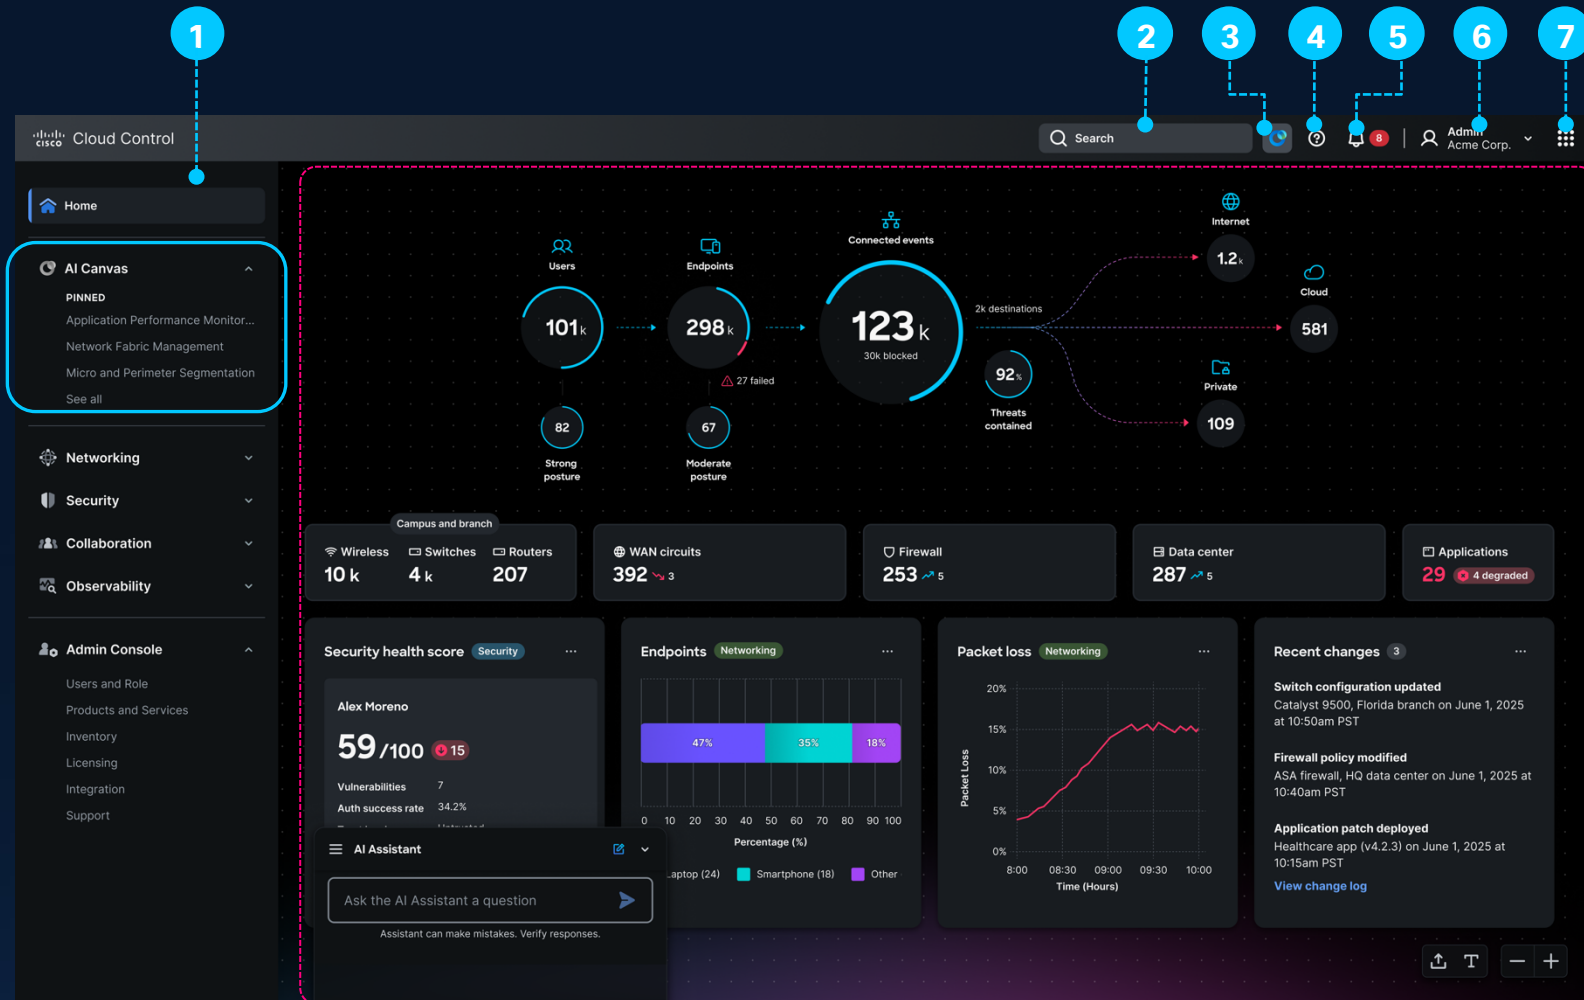 1
2
3
4
5
6
7
cisco
Cloud Control
Search
8
Admin
Acme Corp.
Home
AI Canvas
PINNED
Application Performance Monitor...
Network Fabric Management
Micro and Perimeter Segmentation
See all
Networking
Security
Collaboration
Observability
Admin Console
Users and Role
Products and Services
Inventory
Licensing
Integration
Support
Users
101k
82
Strong
posture
Endpoints
298k
27 failed
67
Moderate
posture
Connected events
123k
30k blocked
2k destinations
92%
Threats
contained
Internet
1.2k
Cloud
581
Private
109
Campus and branch
Wireless
10 k
Switches
4 k
Routers
207
WAN circuits
392 3
Firewall
253 5
Data center
287 5
Applications
29 4 degraded
Security health score Security ...
Alex Moreno
59/100 15
Vulnerabilities 7
Auth success rate 34.2%
AI Assistant
Ask the AI Assistant a question
Assistant can make mistakes. Verify responses.
Endpoints Networking ...
47% 35% 18%
0 10 20 30 40 50 60 70 80 90 100
Percentage (%)
Smartphone (18) Other
Packet loss Networking ...
20%
15%
10%
5%
0%
Packet Loss
8:00 08:30 09:00 09:30 10:00
Time (Hours)
Recent changes 3 ...
Switch configuration updated
Catalyst 9500, Florida branch on June 1, 2025
at 10:50am PST
Firewall policy modified
ASA firewall, HQ data center on June 1, 2025 at
10:40am PST
Application patch deployed
Healthcare app (v4.2.3) on June 1, 2025 at
10:15am PST
View change log
T